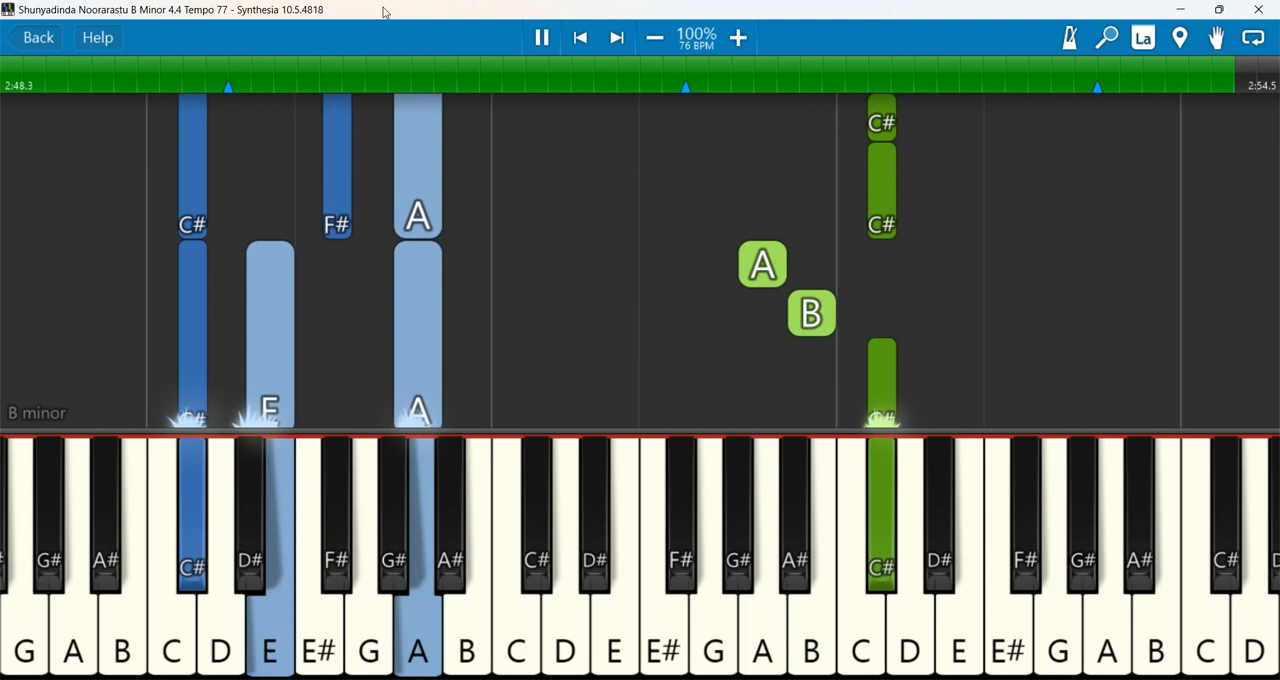 Shunyadinda Noorarastu B Minor 4.4 Tempo 77 - Synthesia 10.5.4818
Back Help 100% La
76 BPM
2:48.3 2:54.5
C#
C# F# A C#
A
B
B minor E A
G# A# C# D# F# G# A# C# D# F# G# A# C# D# F# G# A# C#
G A B C D E E# G A B C D E E# G A B C D E E# G A B C D